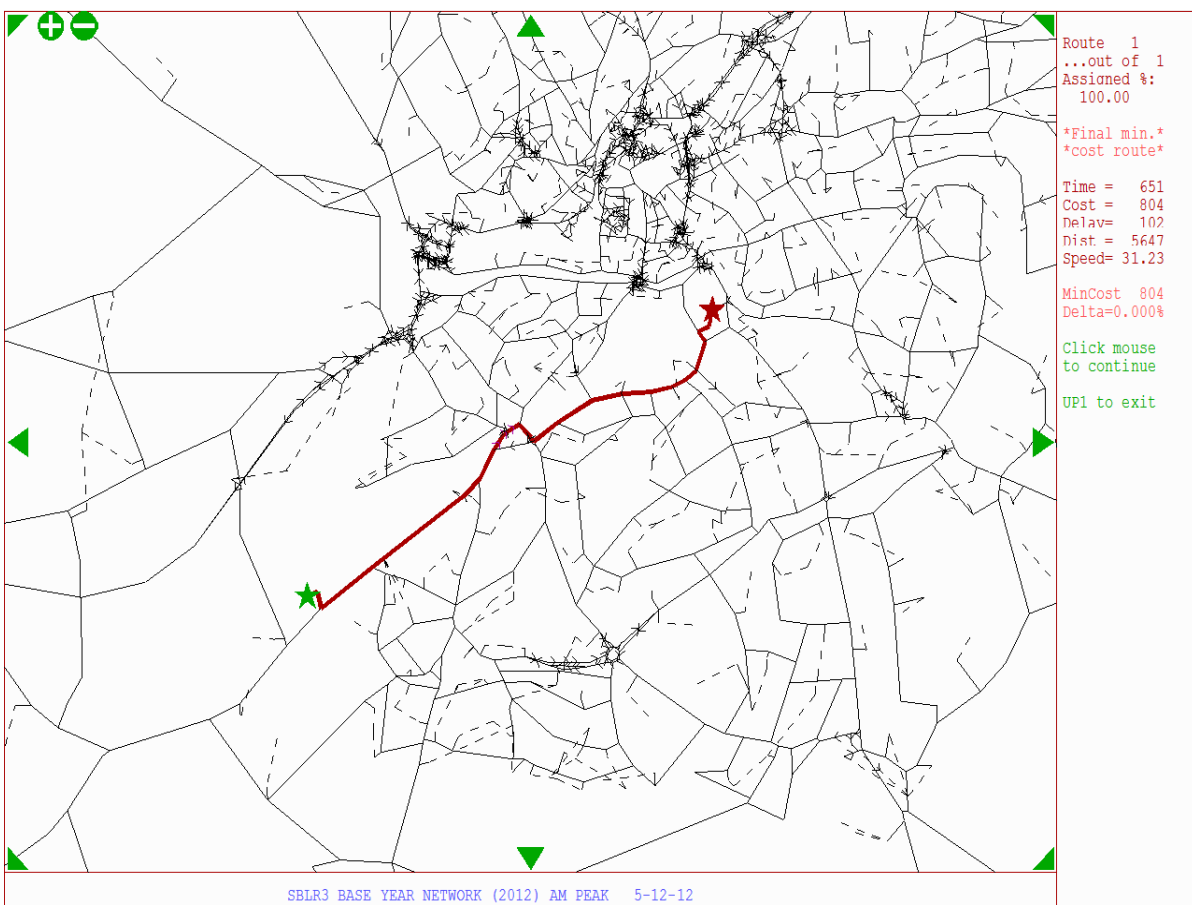 Route 1
...out of 1
Assigned %:
100.00
*Final min.*
*cost route*
Time = 651
Cost = 804
Delay= 102
Dist = 5647
Speed= 31.23
MinCost 804
Delta=0.000%
Click mouse
to continue
UP1 to exit
SBLR3 BASE YEAR NETWORK (2012) AM PEAK 5-12-12